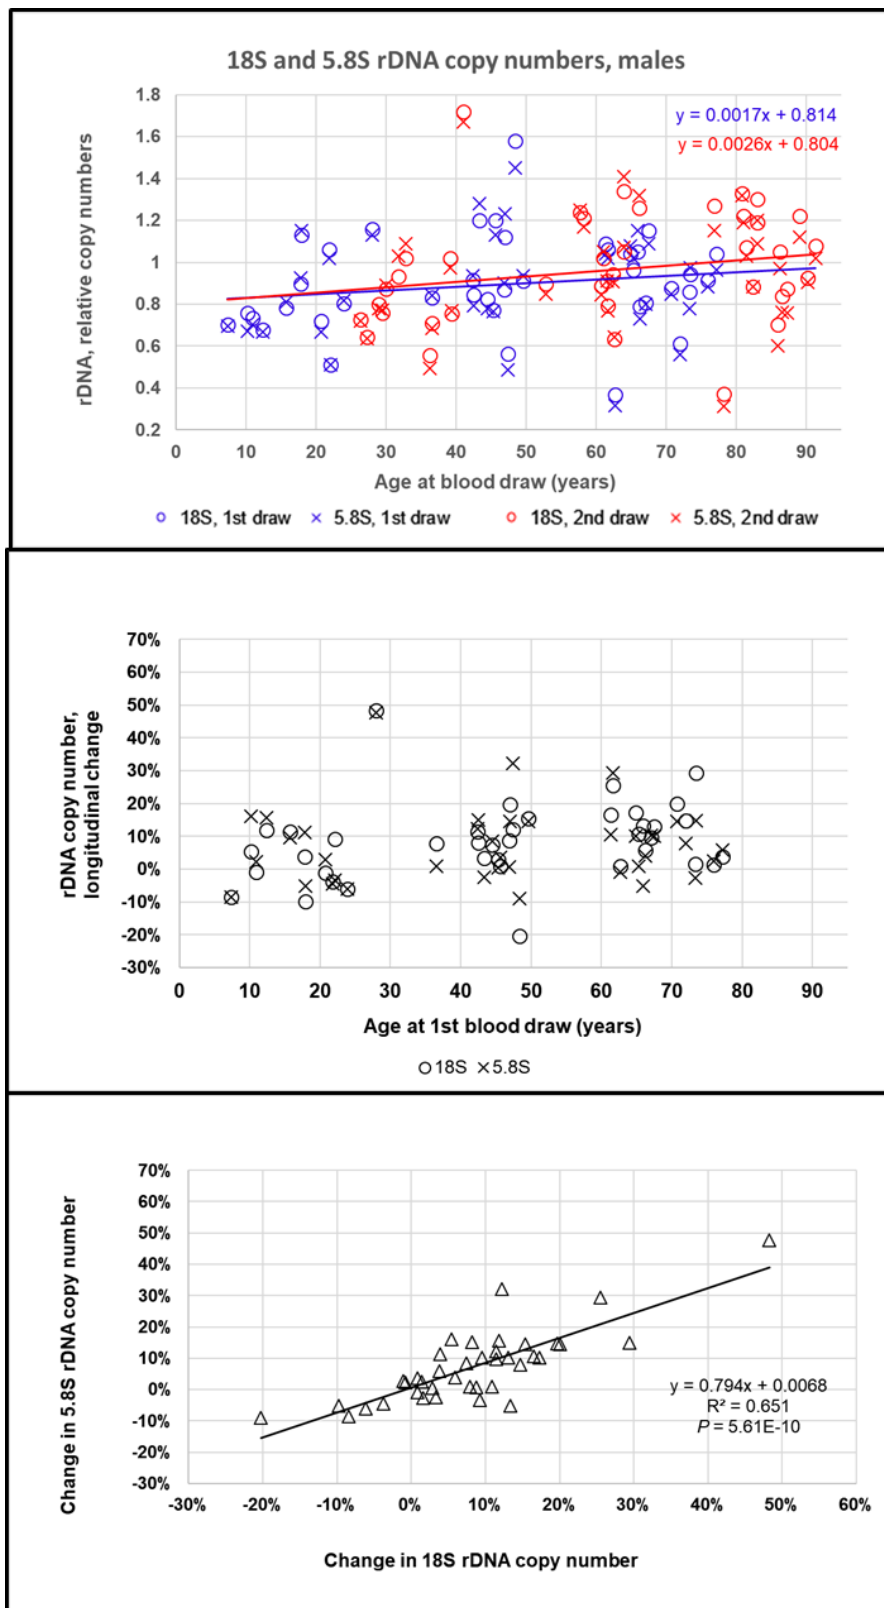 18S and 5.8S rDNA copy numbers, males
1.8
1.6
1.4
1.2
1
0.8
0.6
0.4
0.2
rDNA, relative copy numbers
y = 0.0017x + 0.814
y = 0.0026x + 0.804
0 10 20 30 40 50 60 70 80 90
Age at blood draw (years)
18S, 1st draw 5.8S, 1st draw 18S, 2nd draw 5.8S, 2nd draw
70%
60%
50%
40%
30%
20%
10%
0%
-10%
-20%
-30%
rDNA copy number,
longitudinal change
0 10 20 30 40 50 60 70 80 90
Age at 1st blood draw (years)
18S 5.8S
70%
60%
50%
40%
30%
20%
10%
0%
-10%
-20%
-30%
Change in 5.8S rDNA copy number
y = 0.794x + 0.0068
R² = 0.651
P = 5.61E-10
-30% -20% -10% 0% 10% 20% 30% 40% 50% 60%
Change in 18S rDNA copy number